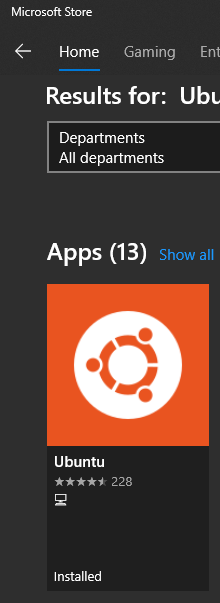 Microsoft Store
Home Gaming Ent
Results for: Ubu
Departments
All departments
Apps (13) Show all
Ubuntu
228
Installed